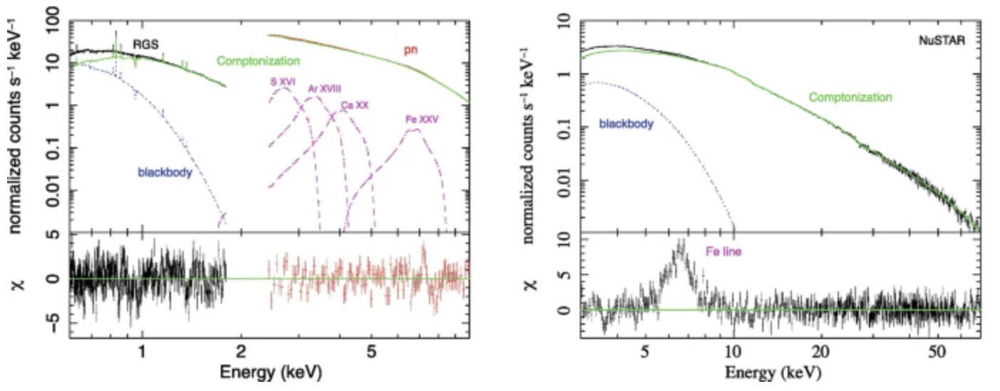 normalized counts s⁻¹ keV⁻¹
100
10
1
0.1
0.01
RGS
Comptonization
pn
S XVI
Ar XVIII
Ca XX
Fe XXV
blackbody
χ
5
0
−5
1
2
5
Energy (keV)
normalized counts s⁻¹ keV⁻¹
10
1
0.1
0.01
NuSTAR
Comptonization
blackbody
χ
10
5
0
Fe line
5
10
20
50
Energy (keV)